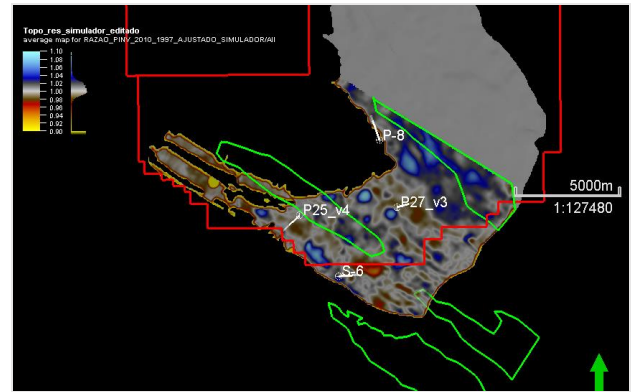 Topo_res_simulador_editado
average map for RAZAO_PINV_2010_1997_AJUSTADO_SIMULADOR/All
1.10
1.08
1.06
1.04
1.02
1.00
0.98
0.96
0.94
0.92
0.90
P-8
5000m
1:127480
P25_v4
P27_v3
S-6